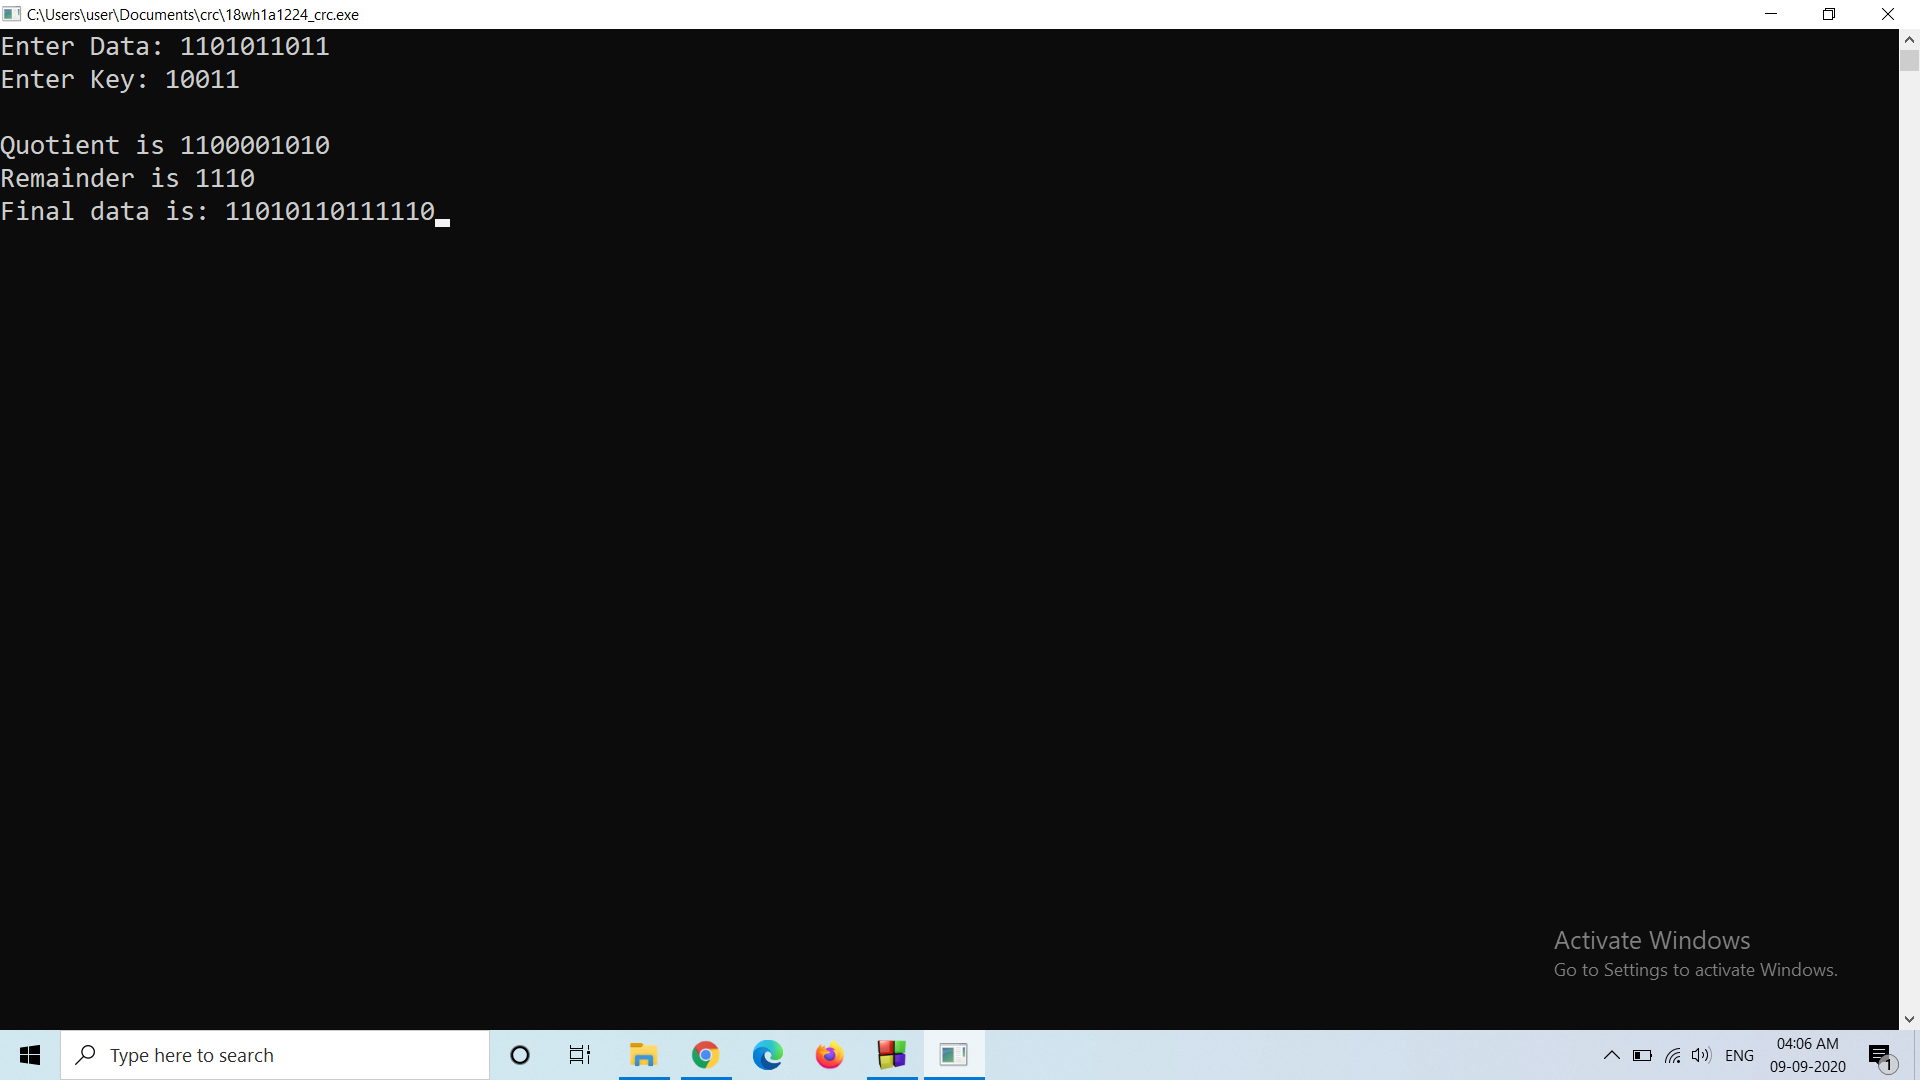 C:\Users\user\Documents\crc\18wh1a1224_crc.exe
Enter Data: 1101011011
Enter Key: 10011
Quotient is 1100001010
Remainder is 1110
Final data is: 11010110111110
Activate Windows
Go to Settings to activate Windows.
Type here to search
ENG
04:06 AM
09-09-2020
1